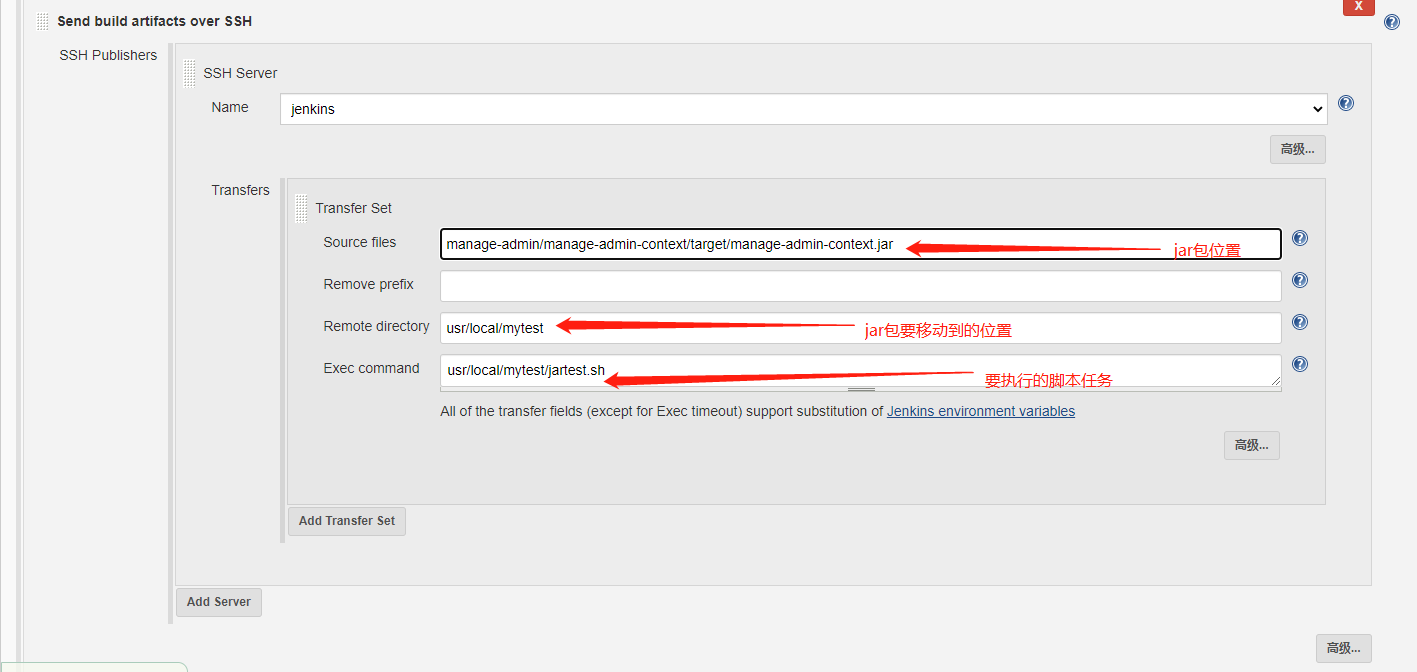 Send build artifacts over SSH
X
SSH Publishers
SSH Server
Name
jenkins
高级...
Transfers
Transfer Set
Source files
manage-admin/manage-admin-context/target/manage-admin-context.jar
jar包位置
Remove prefix
Remote directory
usr/local/mytest
jar包要移动到的位置
Exec command
usr/local/mytest/jartest.sh
要执行的脚本任务
All of the transfer fields (except for Exec timeout) support substitution of Jenkins environment variables
高级...
Add Transfer Set
Add Server
高级...